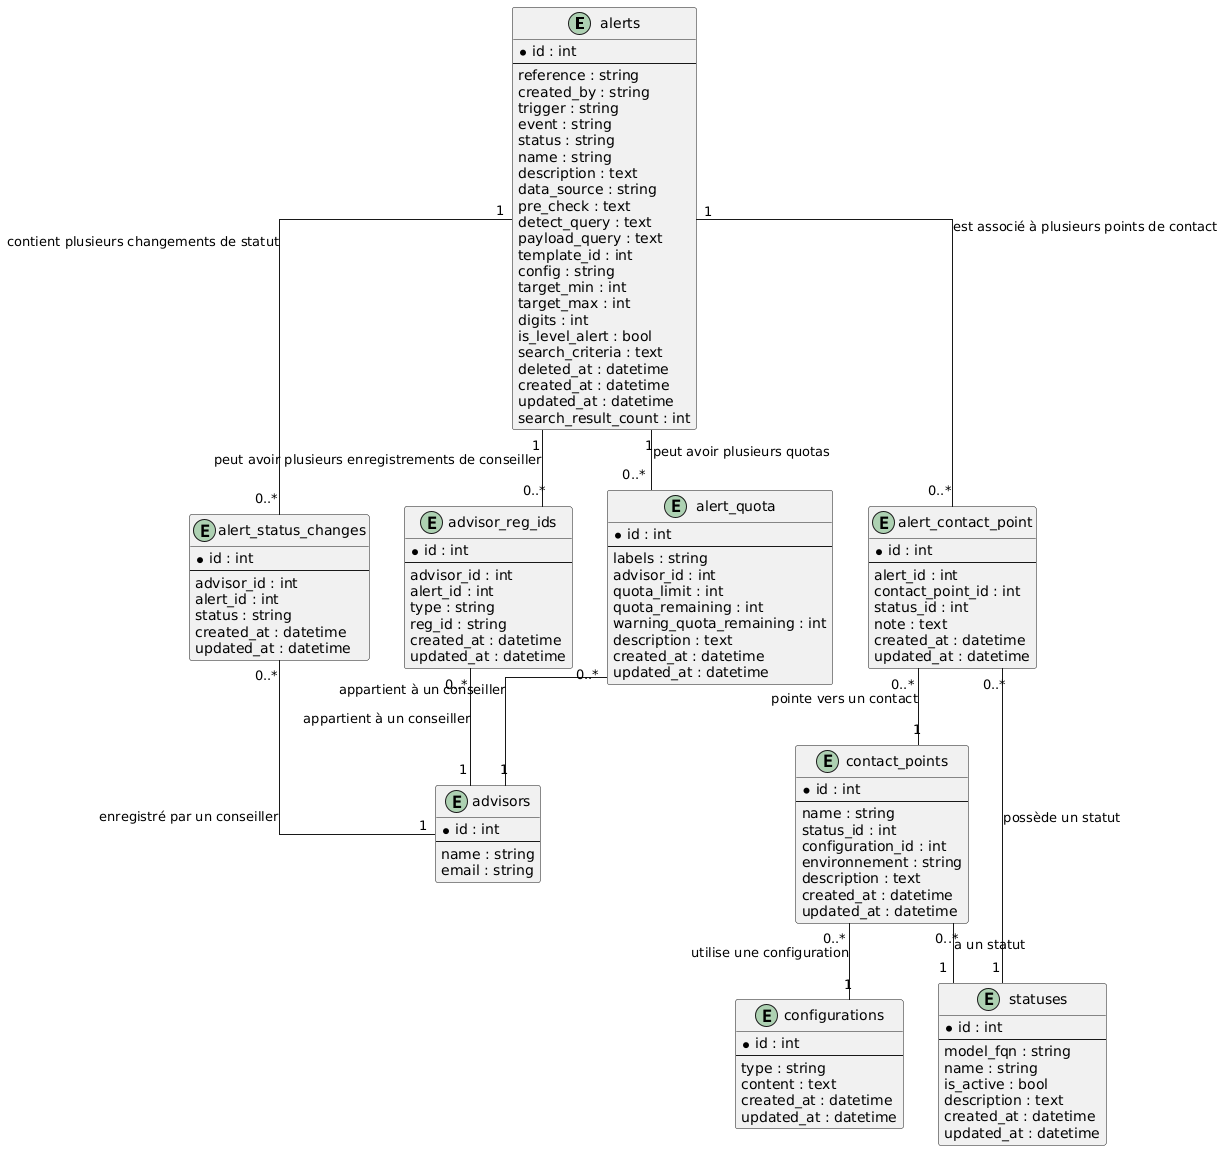 E alerts
id : int
reference : string
created_by : string
trigger : string
event : string
status : string
name : string
description : text
data_source : string
pre_check : text
detect_query : text
payload_query : text
template_id : int
config : string
target_min : int
target_max : int
digits : int
is_level_alert : bool
search_criteria : text
deleted_at : datetime
created_at : datetime
updated_at : datetime
search_result_count : int
1
contient plusieurs changements de statut
0..*
1
peut avoir plusieurs enregistrements de conseiller
0..*
1
peut avoir plusieurs quotas
0..*
1
est associé à plusieurs points de contact
0..*
E alert_status_changes
id : int
advisor_id : int
alert_id : int
status : string
created_at : datetime
updated_at : datetime
E advisor_reg_ids
id : int
advisor_id : int
alert_id : int
type : string
reg_id : string
created_at : datetime
updated_at : datetime
E alert_quota
id : int
labels : string
advisor_id : int
quota_limit : int
quota_remaining : int
warning_quota_remaining : int
description : text
created_at : datetime
updated_at : datetime
E alert_contact_point
id : int
alert_id : int
contact_point_id : int
status_id : int
note : text
created_at : datetime
updated_at : datetime
0..*
enregistré par un conseiller
1
0..*
appartient à un conseiller
1
0..*
appartient à un conseiller
1
0..*
pointe vers un contact
1
0..*
possède un statut
1
E advisors
id : int
name : string
email : string
E contact_points
id : int
name : string
status_id : int
configuration_id : int
environnement : string
description : text
created_at : datetime
updated_at : datetime
0..*
utilise une configuration
1
0..*
a un statut
1
E configurations
id : int
type : string
content : text
created_at : datetime
updated_at : datetime
E statuses
id : int
model_fqn : string
name : string
is_active : bool
description : text
created_at : datetime
updated_at : datetime